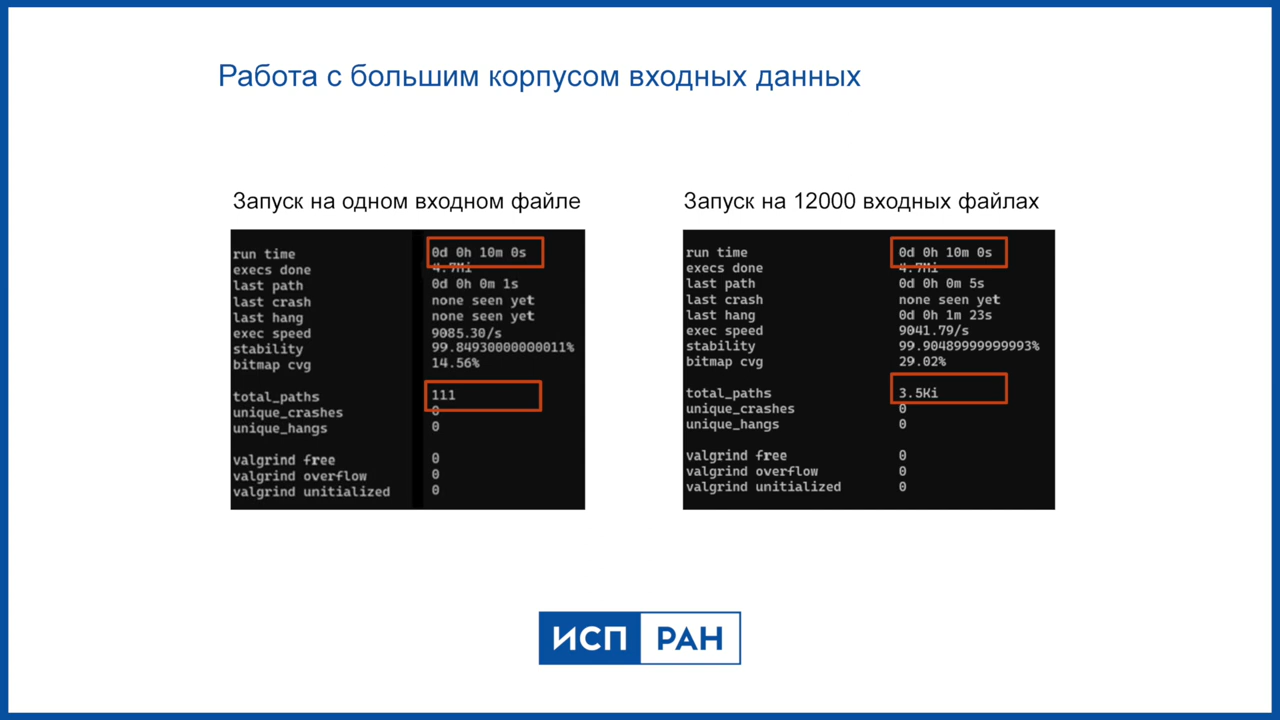 Работа с большим корпусом входных данных
Запуск на одном входном файле
run time 0d 0h 10m 0s
execs done 4.7Mi
last path 0d 0h 0m 1s
last crash none seen yet
last hang none seen yet
exec speed 9085.30/s
stability 99.84930000000011%
bitmap cvg 14.56%
total_paths 111
unique_crashes 0
unique_hangs 0
valgrind free 0
valgrind overflow 0
valgrind unitialized 0
Запуск на 12000 входных файлах
run time 0d 0h 10m 0s
execs done 4.7Mi
last path 0d 0h 0m 5s
last crash none seen yet
last hang 0d 0h 1m 23s
exec speed 9041.79/s
stability 99.90489999999993%
bitmap cvg 29.02%
total_paths 3.5Ki
unique_crashes 0
unique_hangs 0
valgrind free 0
valgrind overflow 0
valgrind unitialized 0
ИСП РАН